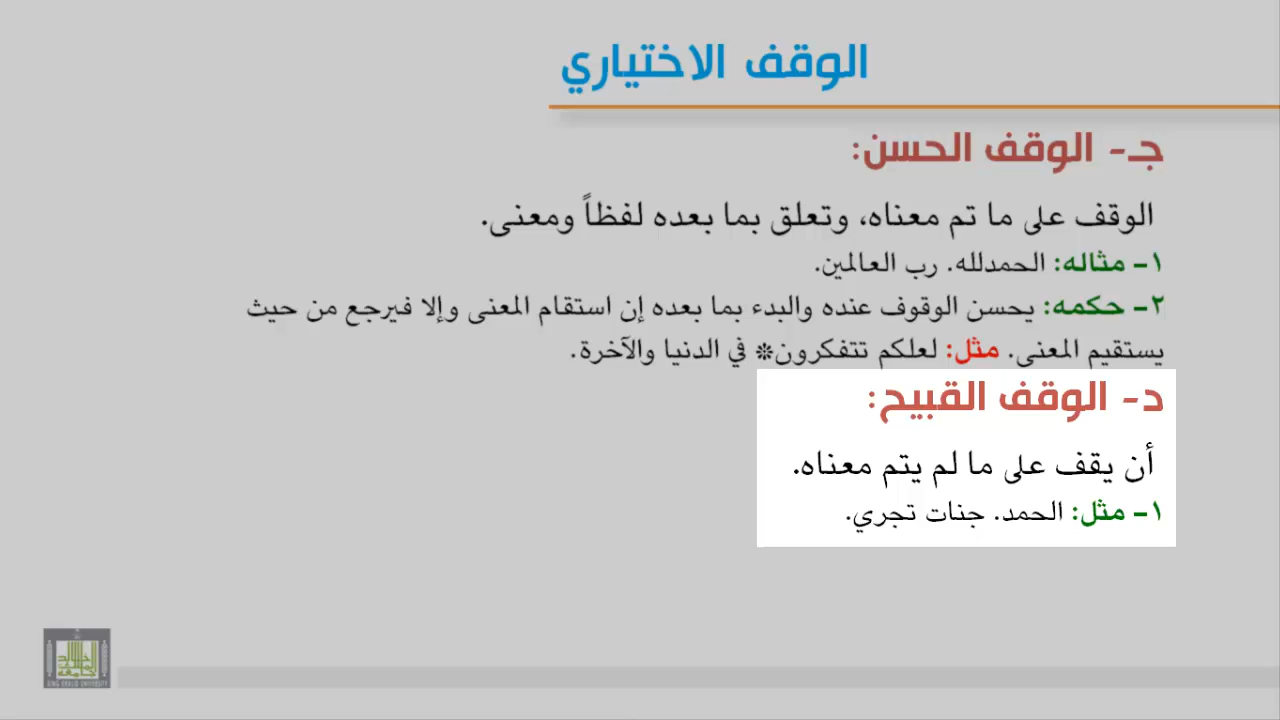 الوقف الاختياري
جـ- الوقف الحسن:
الوقف على ما تم معناه، وتعلق بما بعده لفظاً ومعنى.
١- مثاله: الحمدلله. رب العالمين.
٢- حكمه: يحسن الوقوف عنده والبدء بما بعده إن استقام المعنى وإلا فيرجع من حيث
يستقيم المعنى. مثل: لعلكم تتفكرون* في الدنيا والآخرة.
د- الوقف القبيح:
أن يقف على ما لم يتم معناه.
١- مثل: الحمد. جنات تجري.
KING KHALID UNIVERSITY